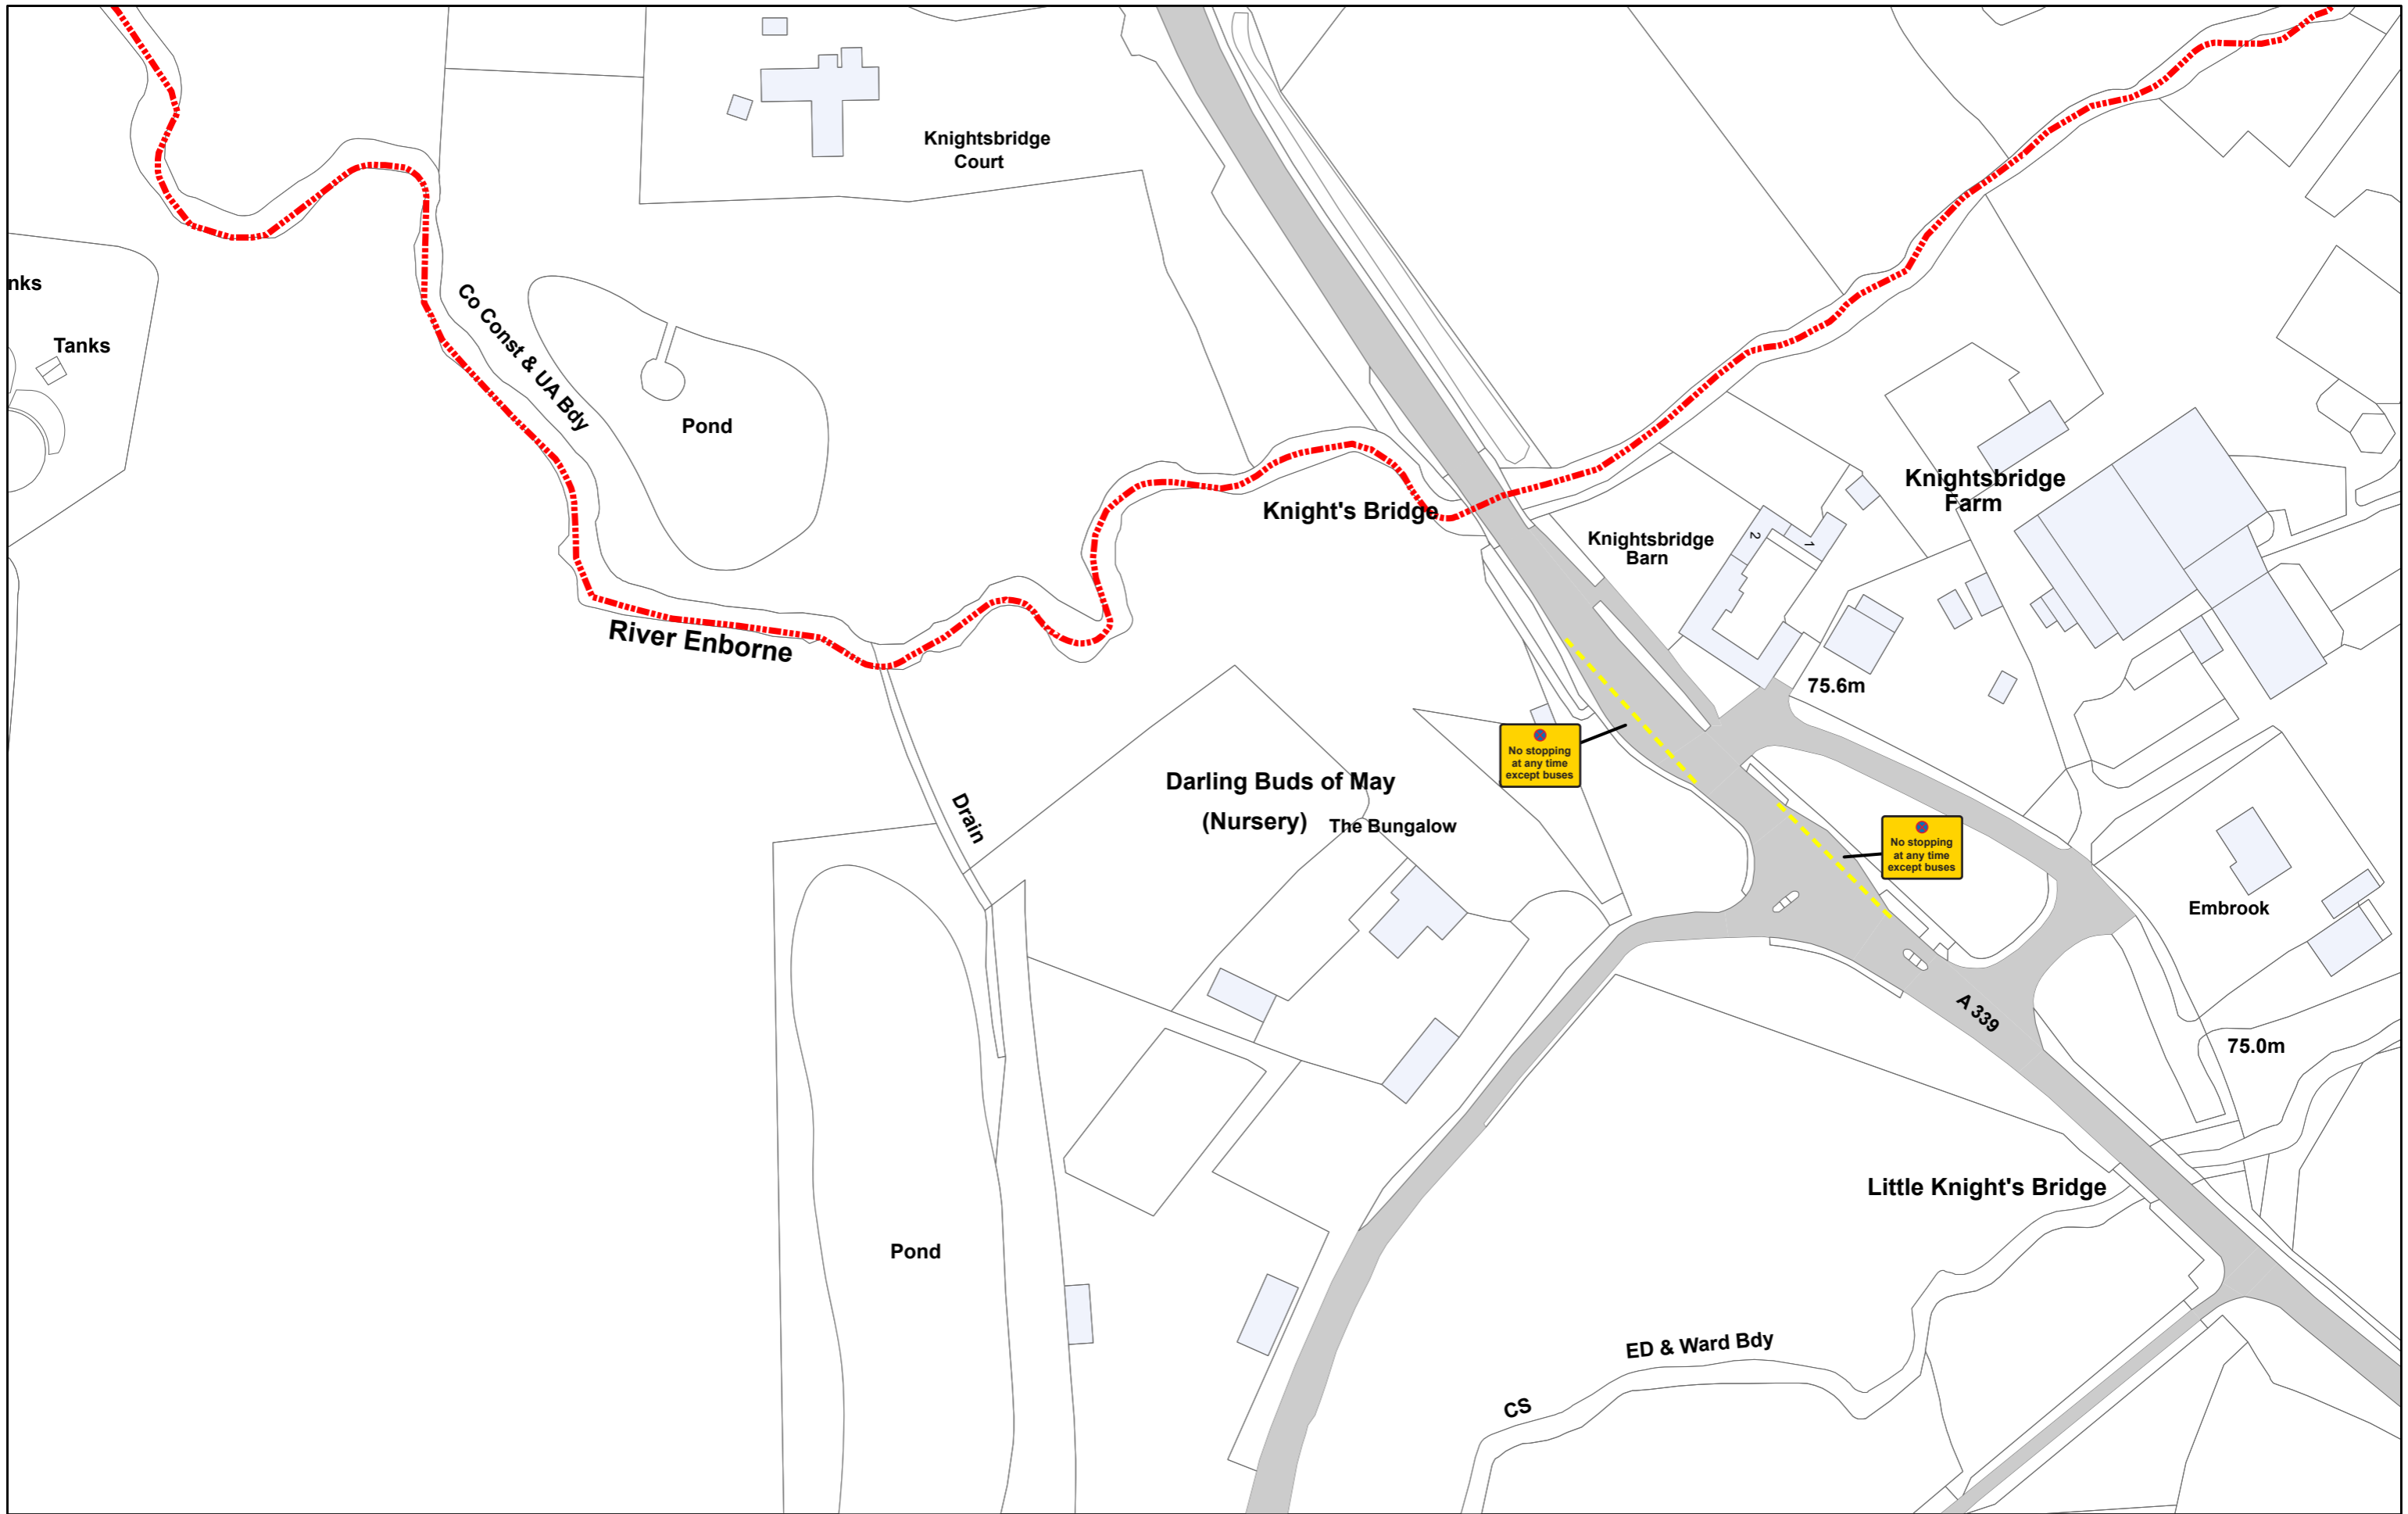 Knightsbridge
Court
nks
Tanks
Co Const & UA Bdy
Pond
Knight's Bridge
Knightsbridge
Farm
Knightsbridge
Barn
2
1
River Enborne
75.6m
No stopping
at any time
except buses
Darling Buds of May
(Nursery)
The Bungalow
Drain
No stopping
at any time
except buses
Embrook
A 339
75.0m
Little Knight's Bridge
Pond
ED & Ward Bdy
CS